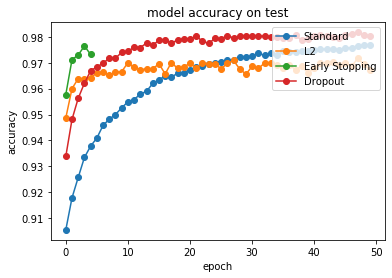 model accuracy on test
Standard
L2
Early Stopping
Dropout
0.98
0.97
0.96
0.95
0.94
0.93
0.92
0.91
accuracy
0 10 20 30 40 50
epoch